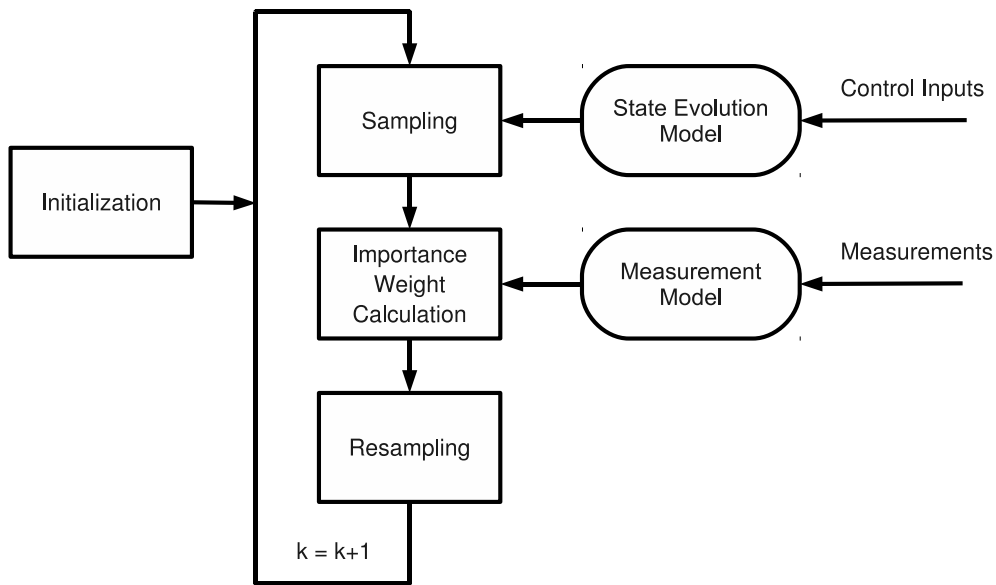 Initialization
Sampling
State Evolution
Model
Control Inputs
Importance
Weight
Calculation
Measurement
Model
Measurements
Resampling
k = k+1